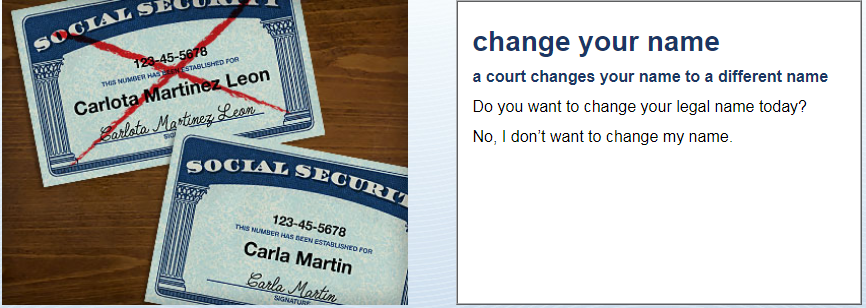 SOCIAL SECURITY
123-45-5678
THIS NUMBER HAS BEEN ESTABLISHED FOR
Carlota Martinez Leon
Carlota Martinez Leon
SOCIAL SECURIT
123-45-5678
THIS NUMBER HAS BEEN ESTABLISHED FOR
Carla Martin
Carla Martin
SIGNATURE
change your name
a court changes your name to a different name
Do you want to change your legal name today?
No, I don’t want to change my name.